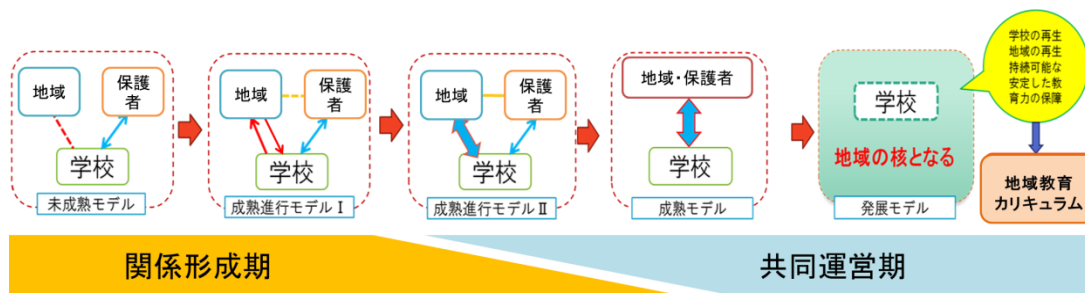 地域
保護
者
学校
未成熟モデル
地域
保護
者
学校
成熟進行モデルⅠ
地域
保護
者
学校
成熟進行モデルⅡ
地域・保護者
学校
成熟モデル
学校
地域の核となる
発展モデル
学校の再生
地域の再生
持続可能な
安定した教
育力の保障
地域教育
カリキュラム
関係形成期
共同運営期